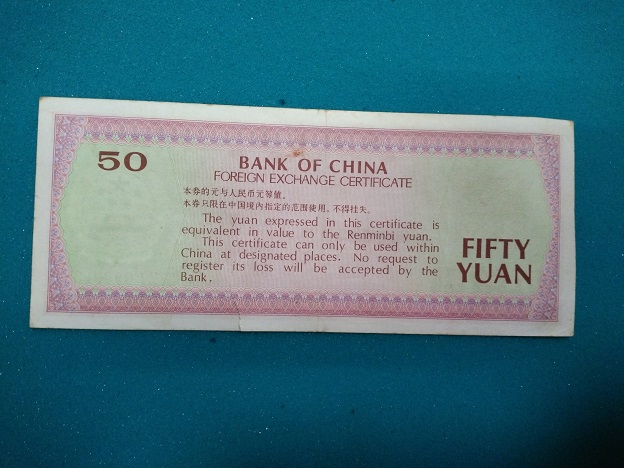 50
BANK OF CHINA
FOREIGN EXCHANGE CERTIFICATE
本券的元与人民币元等值。
本券只限在中国境内指定的范围使用，不得挂失。
The yuan expressed in this certificate is
equivalent in value to the Renminbi yuan.
This certificate can only be used within
China at designated places. No request to
register its loss will be accepted by the
Bank.
FIFTY
YUAN